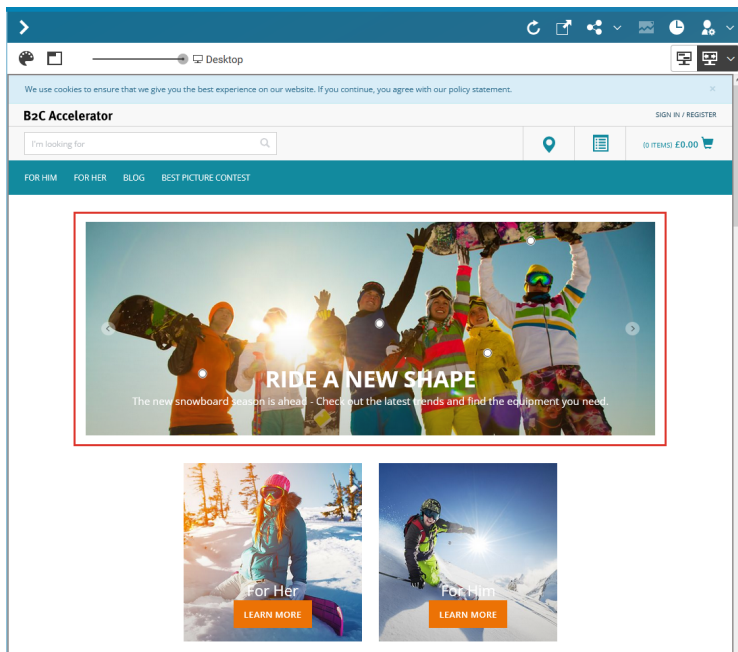 Desktop
We use cookies to ensure that we give you the best experience on our website. If you continue, you agree with our policy statement.
B2C Accelerator
SIGN IN / REGISTER
I'm looking for
(0 ITEMS) £0.00
FOR HIM FOR HER BLOG BEST PICTURE CONTEST
RIDE A NEW SHAPE
The new snowboard season is ahead - Check out the latest trends and find the equipment you need.
For Her
LEARN MORE
For Him
LEARN MORE